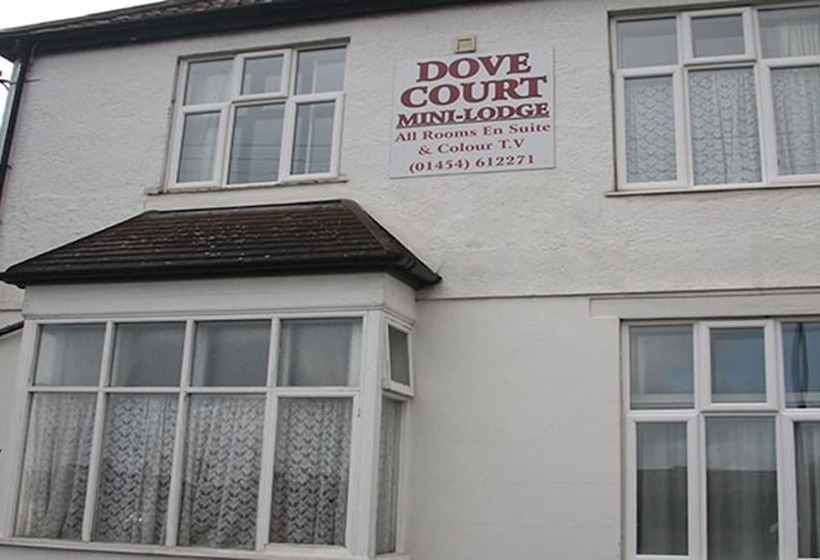 DOVE
COURT
MINI-LODGE
All Rooms En Suite
& Colour T.V
(01454) 612271